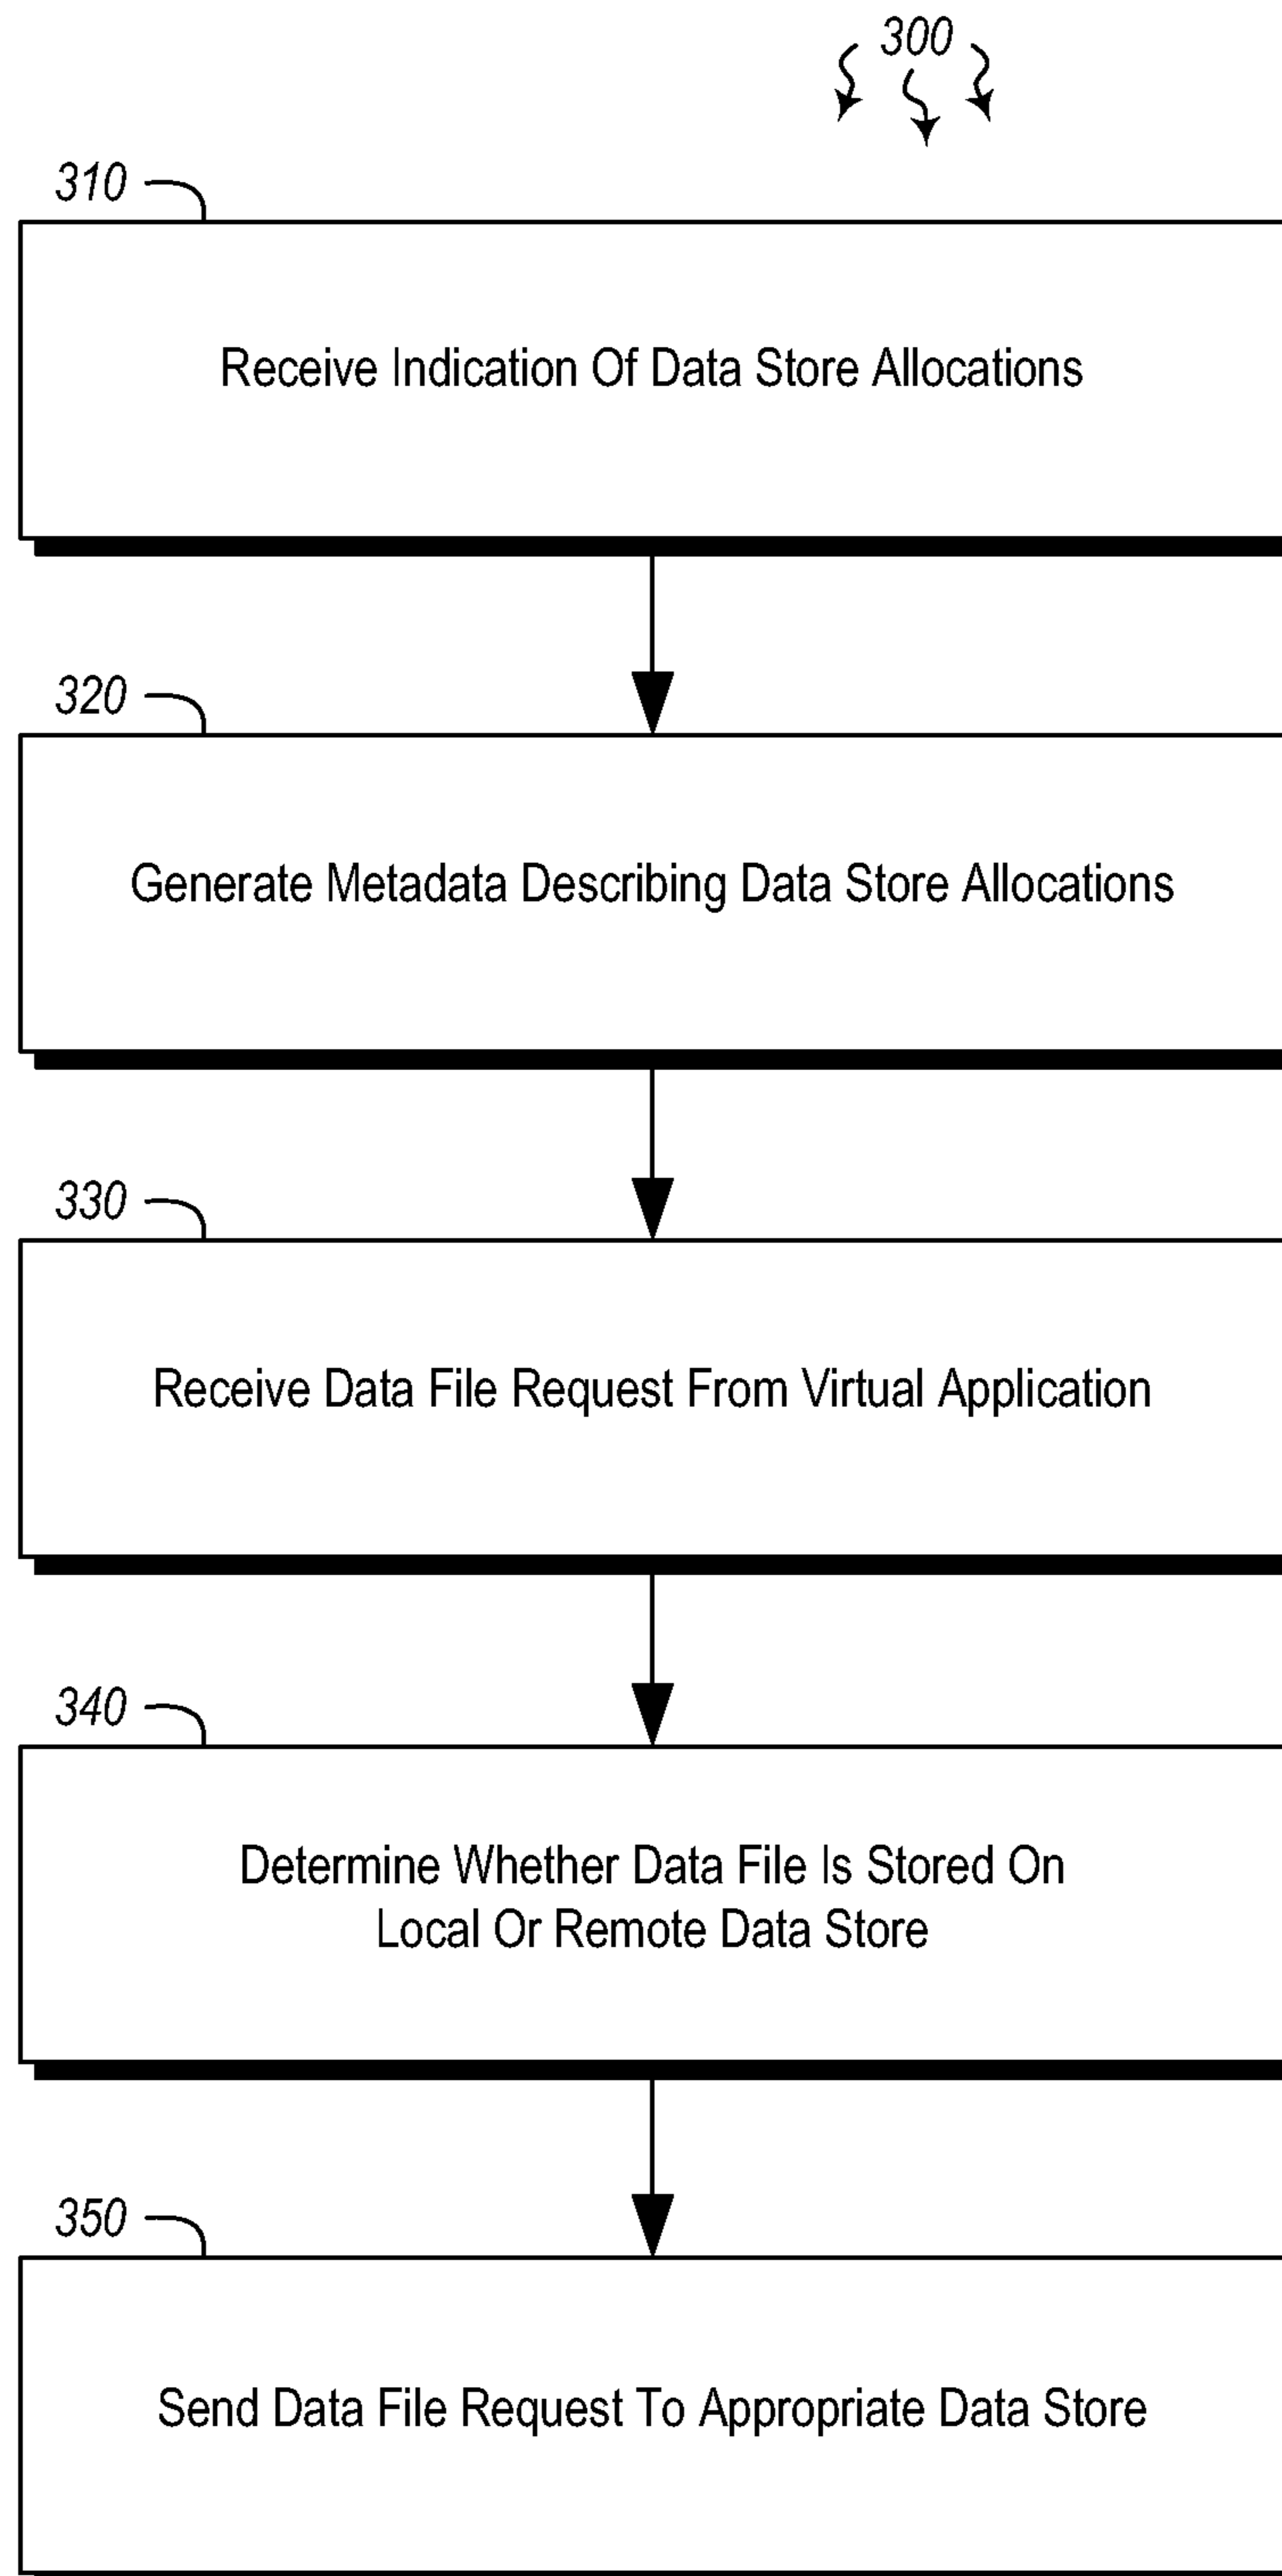 300
310
Receive Indication Of Data Store Allocations
320
Generate Metadata Describing Data Store Allocations
330
Receive Data File Request From Virtual Application
340
Determine Whether Data File Is Stored On
Local Or Remote Data Store
350
Send Data File Request To Appropriate Data Store